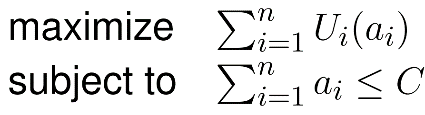 maximize $\sum_{i=1}^{n} U_i(a_i)$
subject to $\sum_{i=1}^{n} a_i \leq C$